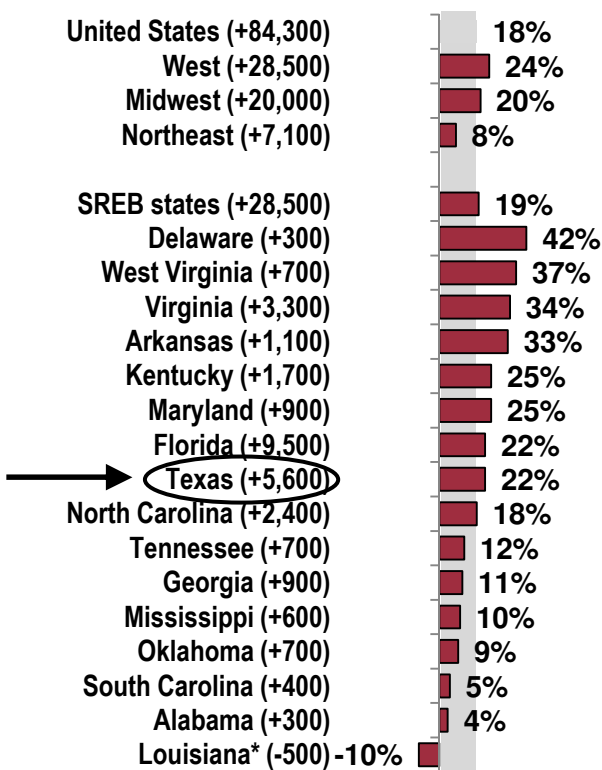 United States (+84,300) 18%
West (+28,500) 24%
Midwest (+20,000) 20%
Northeast (+7,100) 8%
SREB states (+28,500) 19%
Delaware (+300) 42%
West Virginia (+700) 37%
Virginia (+3,300) 34%
Arkansas (+1,100) 33%
Kentucky (+1,700) 25%
Maryland (+900) 25%
Florida (+9,500) 22%
Texas (+5,600) 22%
North Carolina (+2,400) 18%
Tennessee (+700) 12%
Georgia (+900) 11%
Mississippi (+600) 10%
Oklahoma (+700) 9%
South Carolina (+400) 5%
Alabama (+300) 4%
Louisiana* (-500) -10%